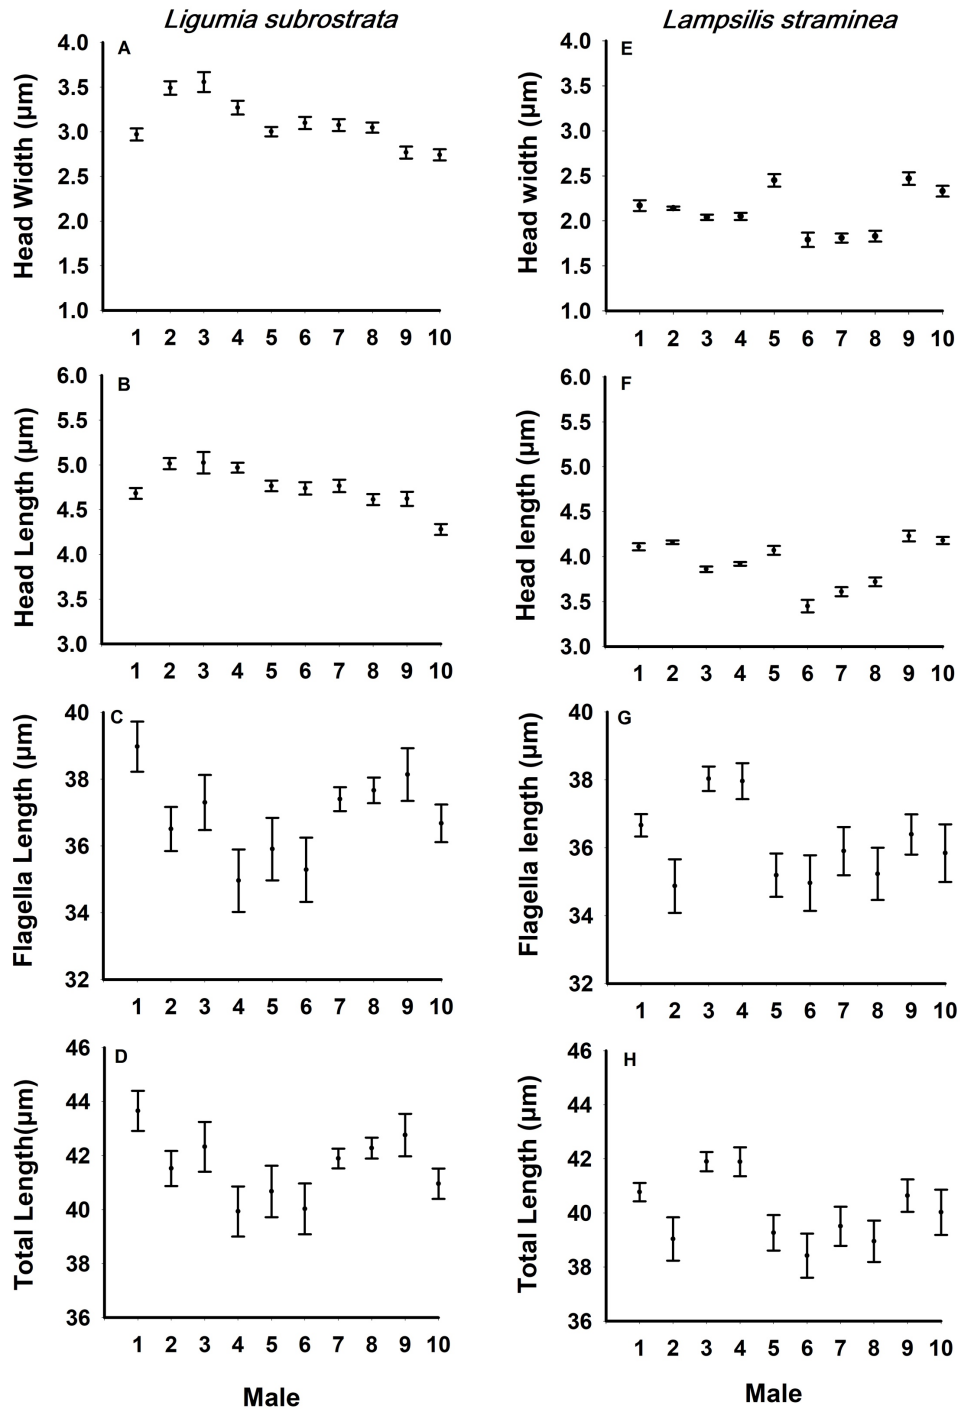 Ligumia subrostrata
Lampsilis straminea
A
Head Width (µm)
4.0
3.5
3.0
2.5
2.0
1.5
1.0
1 2 3 4 5 6 7 8 9 10
E
Head width (µm)
4.0
3.5
3.0
2.5
2.0
1.5
1.0
1 2 3 4 5 6 7 8 9 10
B
Head Length (µm)
6.0
5.5
5.0
4.5
4.0
3.5
3.0
1 2 3 4 5 6 7 8 9 10
F
Head length (µm)
6.0
5.5
5.0
4.5
4.0
3.5
3.0
1 2 3 4 5 6 7 8 9 10
C
Flagella Length (µm)
40
38
36
34
32
1 2 3 4 5 6 7 8 9 10
G
Flagella length (µm)
40
38
36
34
32
1 2 3 4 5 6 7 8 9 10
D
Total Length(µm)
46
44
42
40
38
36
1 2 3 4 5 6 7 8 9 10
Male
H
Total Length (µm)
46
44
42
40
38
36
1 2 3 4 5 6 7 8 9 10
Male